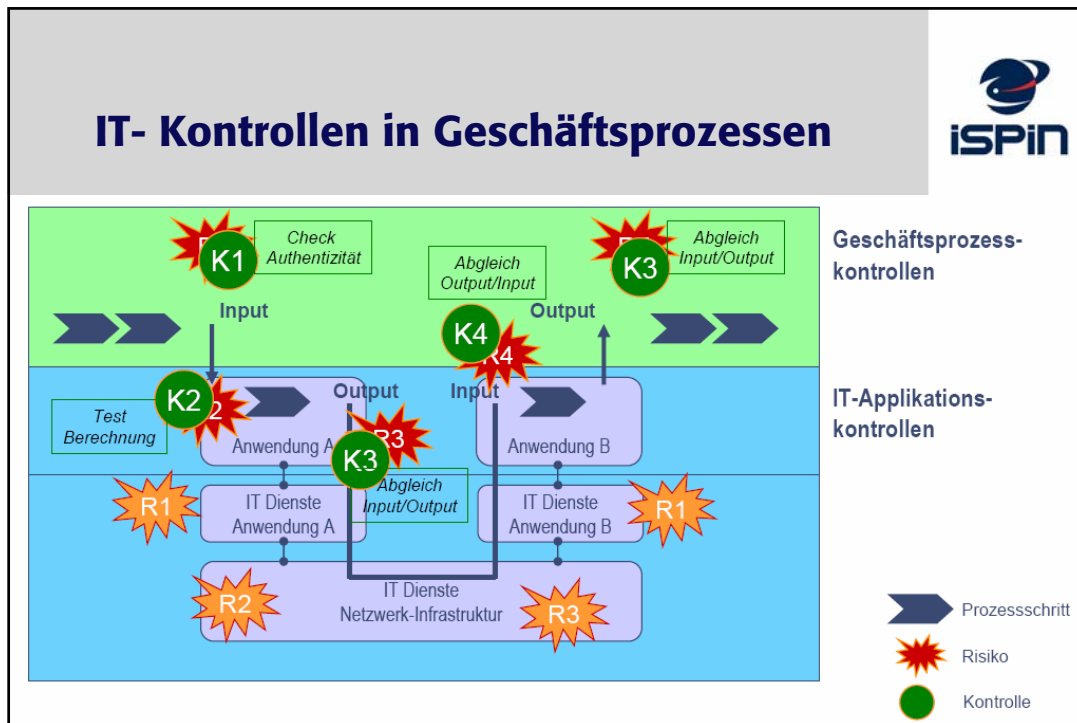 IT- Kontrollen in Geschäftsprozessen
iSPiN
K1
Check
Authentizität
Input
Abgleich
Output/Input
K4
R4
Output
K3
Abgleich
Input/Output
Geschäftsprozess-
kontrollen
K2
Test
Berechnung
Output
Anwendung A
R3
K3
Abgleich
Input/Output
Input
Anwendung B
IT-Applikations-
kontrollen
R1
IT Dienste
Anwendung A
IT Dienste
Anwendung B
R1
R2
IT Dienste
Netzwerk-Infrastruktur
R3
Prozessschritt
Risiko
Kontrolle